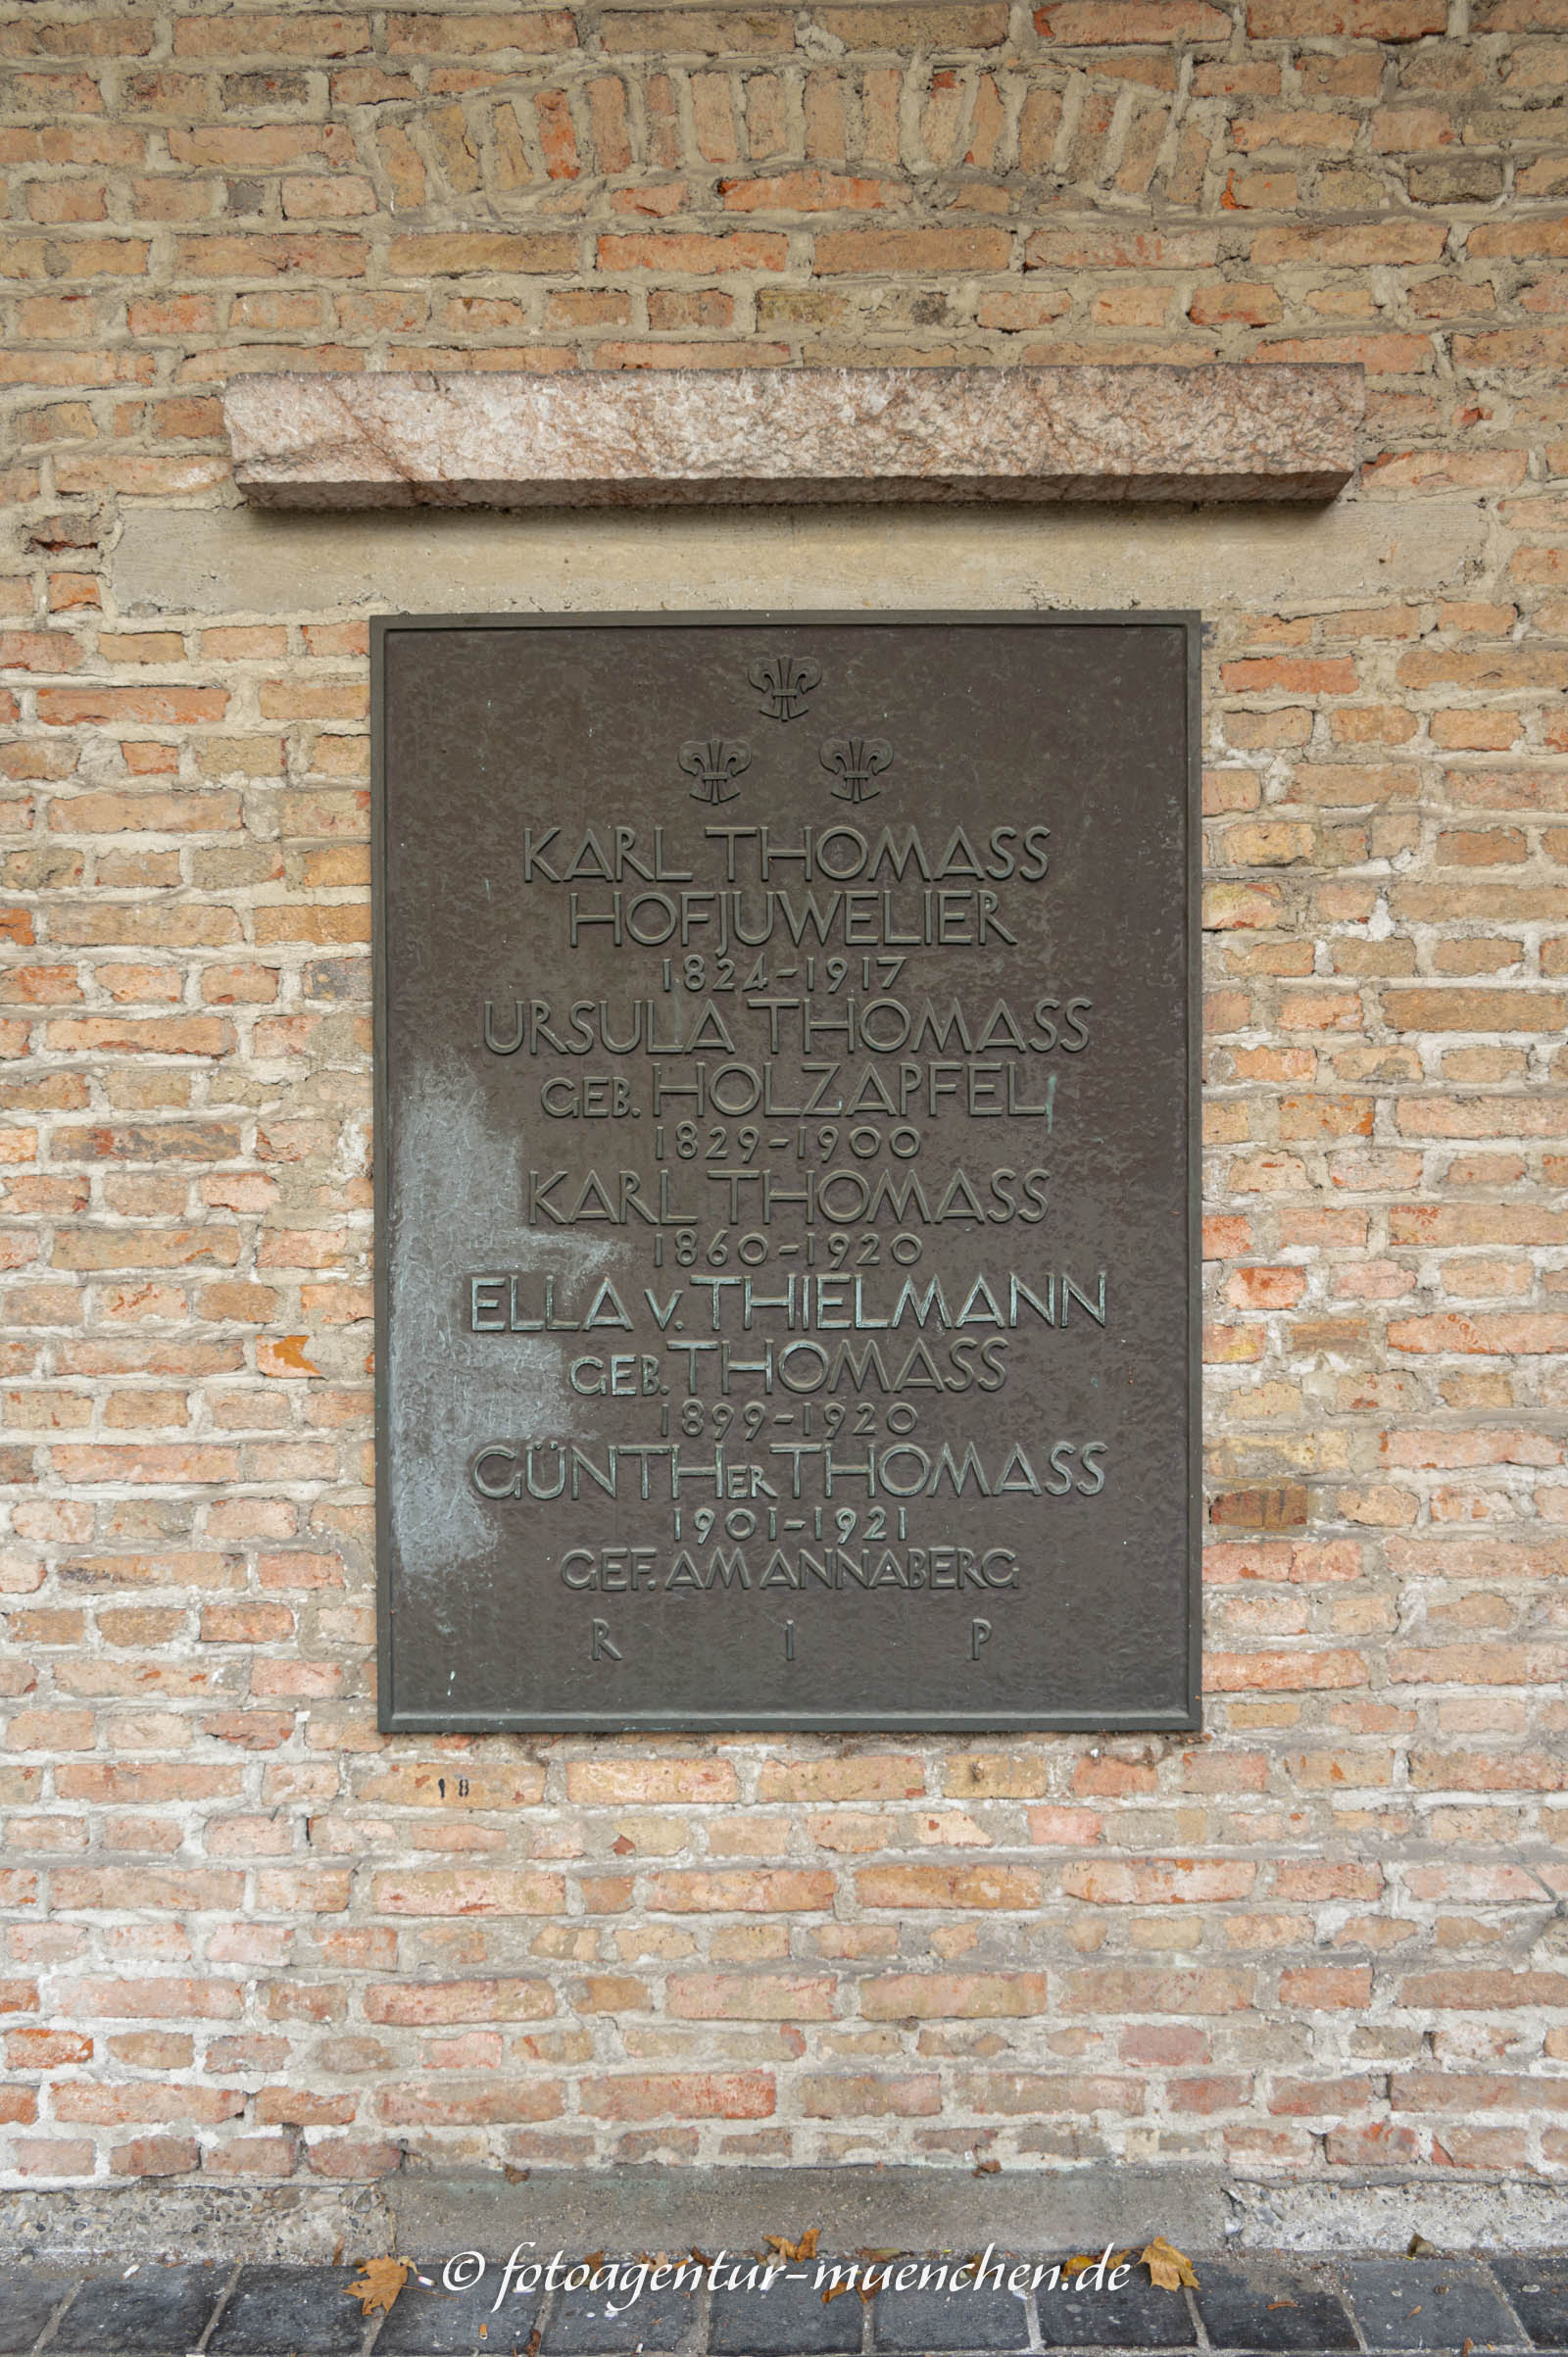 KARL THOMASS
HOFJUWELIER
1824-1917
URSULA THOMASS
GEB. HOLZAPFEL
1829-1900
KARL THOMASS
1860-1920
ELLA v. THIELMANN
GEB. THOMASS
1899-1920
GÜNTHER THOMASS
1901-1921
GEF. AM ANNABERG
R I P
18
© fotoagentur-muenchen.de